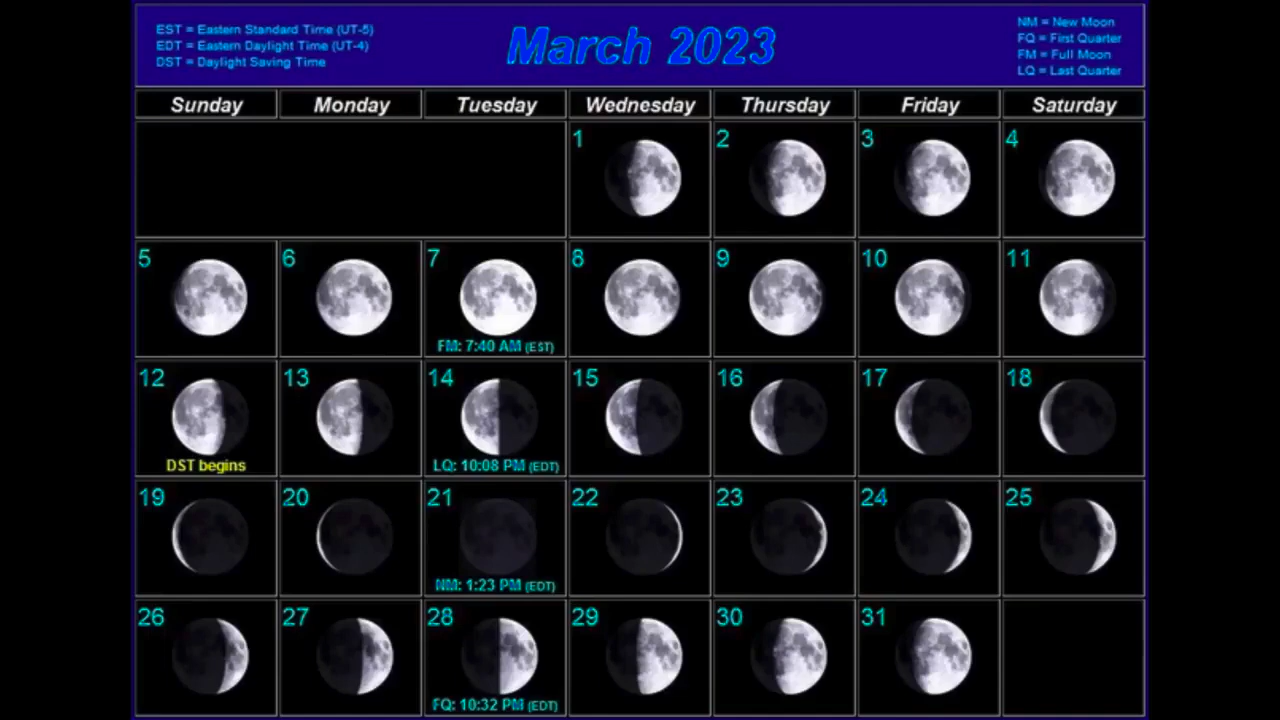 EST = Eastern Standard Time (UT-5)
EDT = Eastern Daylight Time (UT-4)
DST = Daylight Saving Time
March 2023
NM = New Moon
FQ = First Quarter
FM = Full Moon
LQ = Last Quarter
Sunday Monday Tuesday Wednesday Thursday Friday Saturday
1 2 3 4
5 6 7 8 9 10 11
FM: 7:40 AM (EST)
12 13 14 15 16 17 18
DST begins LQ: 10:08 PM (EDT)
19 20 21 22 23 24 25
NM: 1:23 PM (EDT)
26 27 28 29 30 31
FQ: 10:32 PM (EDT)